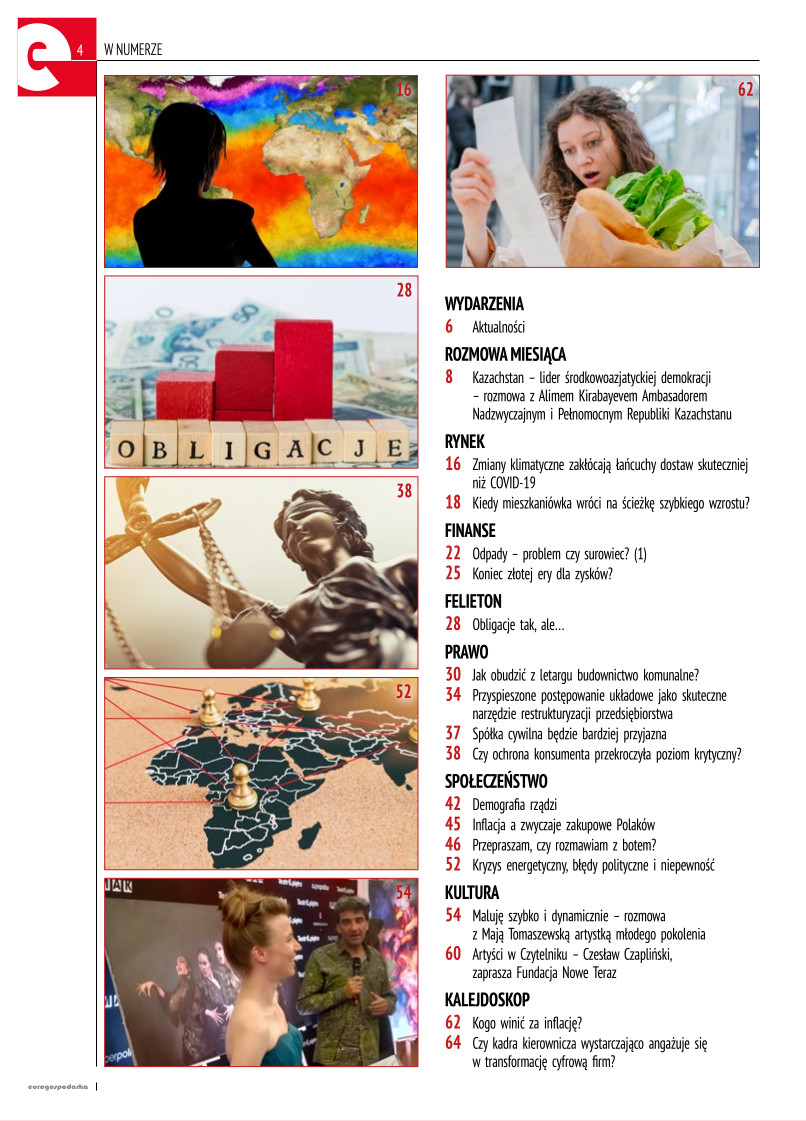 4
W NUMERZE
16
28
OBLIGACJE
38
52
54
62
WYDARZENIA
6 Aktualności
ROZMOWA MIESIĄCA
8 Kazachstan – lider środkowoazjatyckiej demokracji
– rozmowa z Alimem Kirabayevem Ambasadorem
Nadzwyczajnym i Pełnomocnym Republiki Kazachstanu
RYNEK
16 Zmiany klimatyczne zakłócają łańcuchy dostaw skuteczniej
niż COVID-19
18 Kiedy mieszkaniówka wróci na ścieżkę szybkiego wzrostu?
FINANSE
22 Odpady – problem czy surowiec? (1)
25 Koniec złotej ery dla zysków?
FELIETON
28 Obligacje tak, ale...
PRAWO
30 Jak obudzić z letargu budownictwo komunalne?
34 Przyspieszone postępowanie układowe jako skuteczne
narzędzie restrukturyzacji przedsiębiorstwa
37 Spółka cywilna będzie bardziej przyjazna
38 Czy ochrona konsumenta przekroczyła poziom krytyczny?
SPOŁECZEŃSTWO
42 Demografia rządzi
45 Inflacja a zwyczaje zakupowe Polaków
46 Przepraszam, czy rozmawiam z botem?
52 Kryzys energetyczny, błędy polityczne i niepewność
KULTURA
54 Maluję szybko i dynamicznie – rozmowa
z Mają Tomaszewską artystką młodego pokolenia
60 Artyści w Czytelniku – Czesław Czapliński,
zaprasza Fundacja Nowe Teraz
KALEJDOSKOP
62 Kogo winić za inflację?
64 Czy kadra kierownicza wystarczająco angażuje się
w transformację cyfrową firm?
eurogospodarka